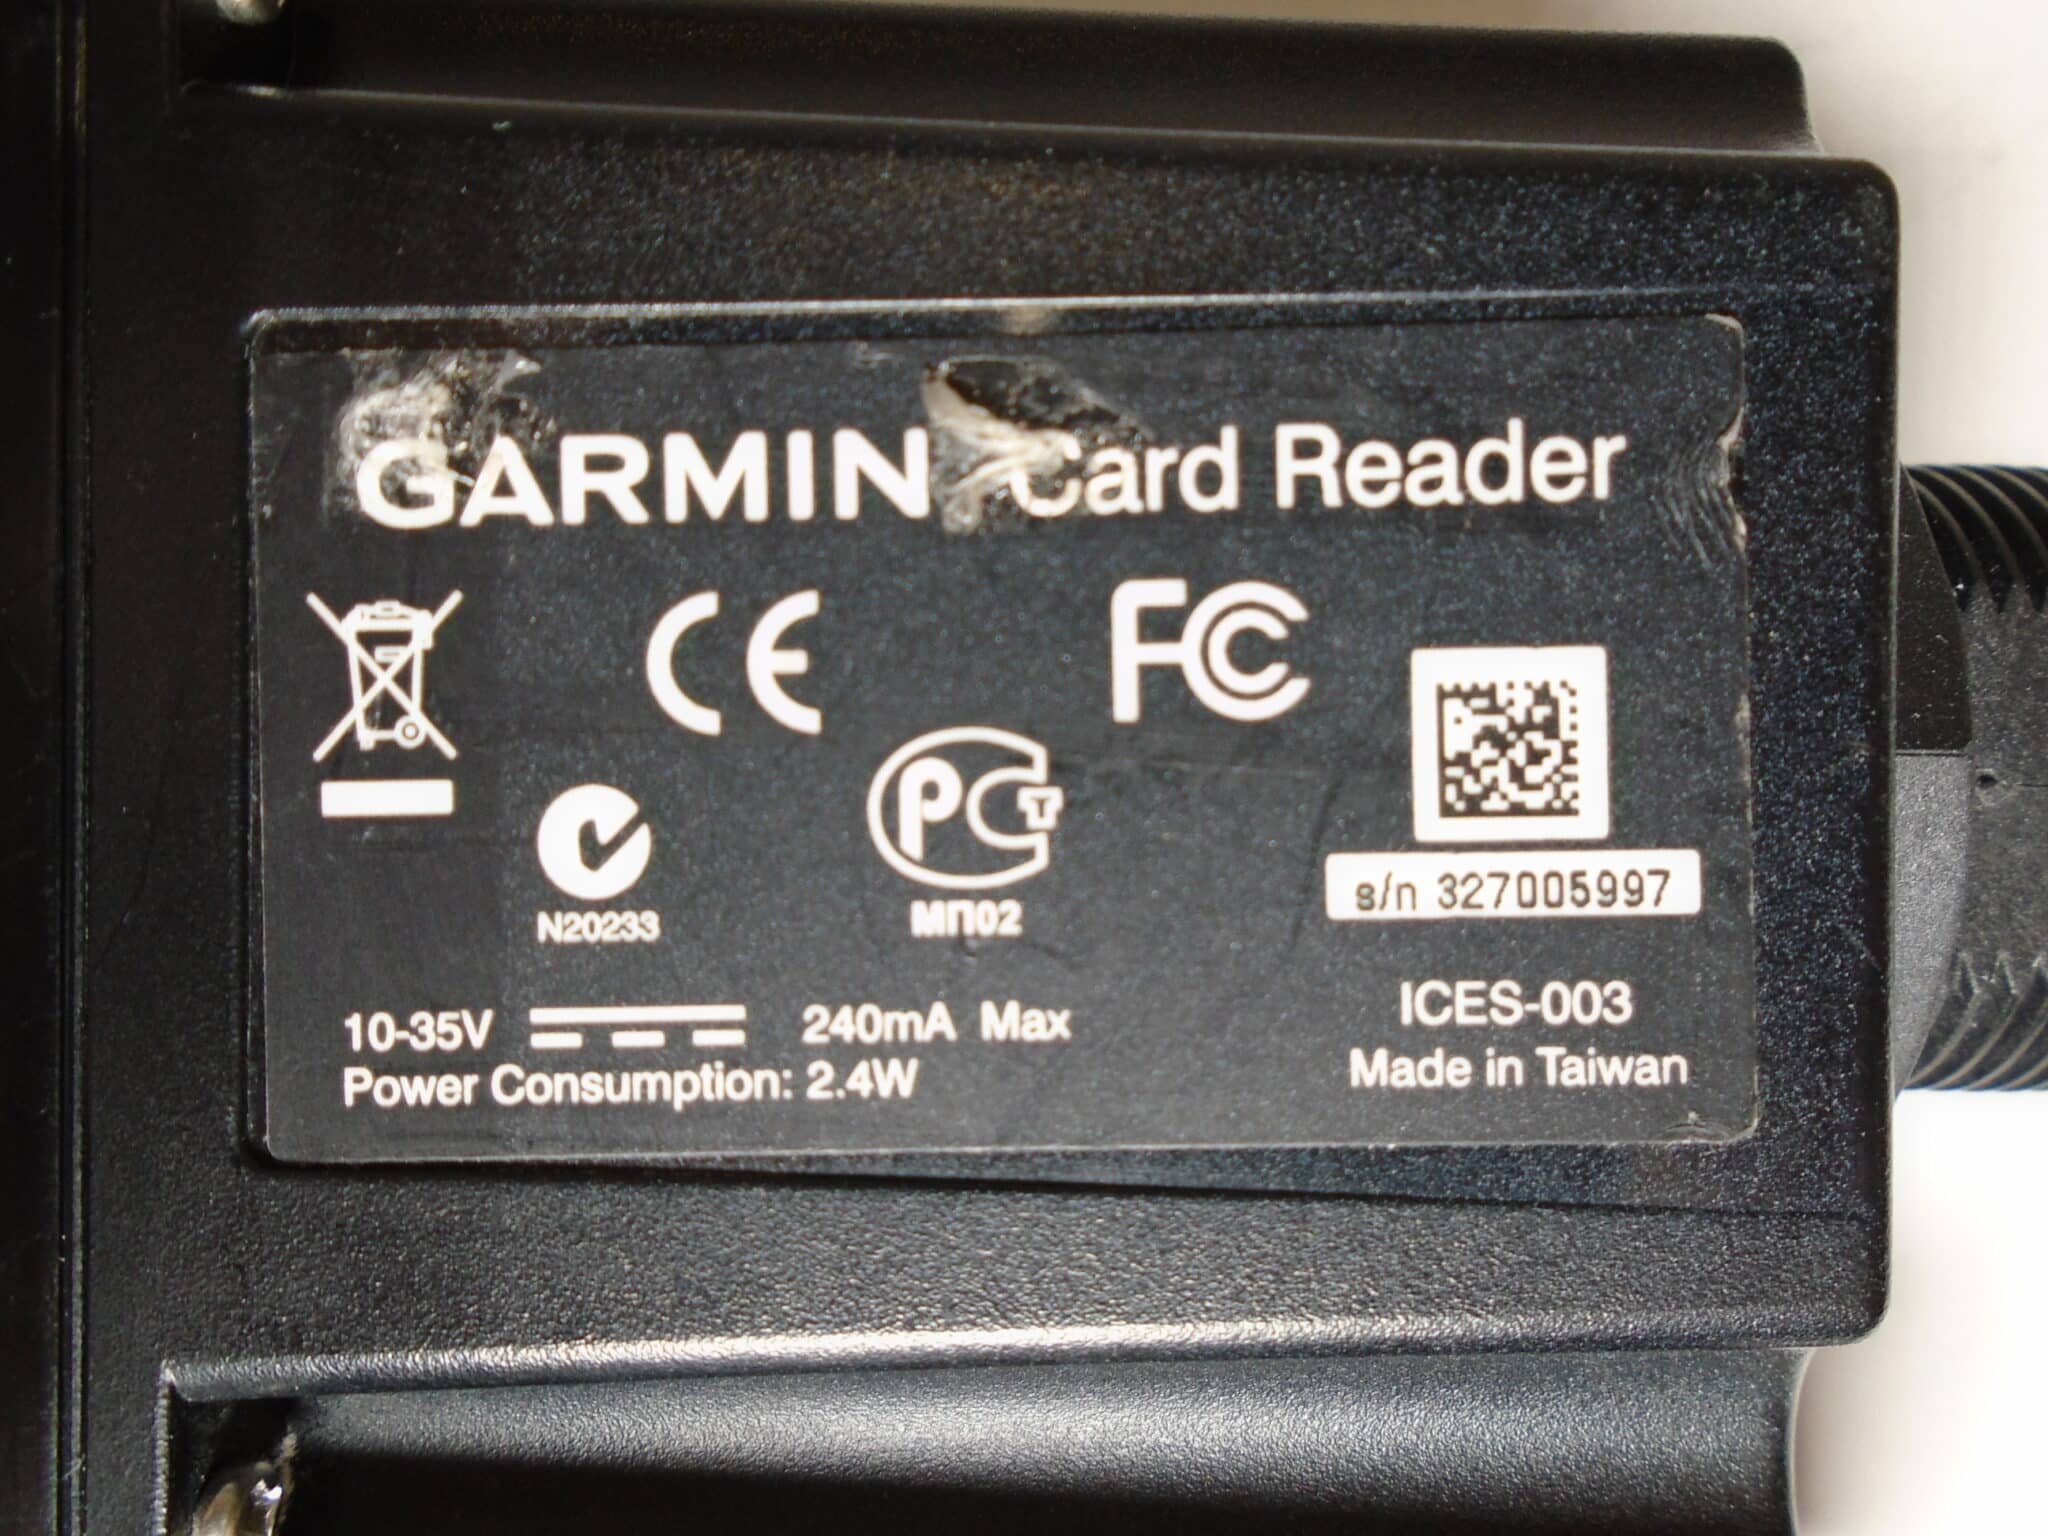 GARMIN Card Reader
CE FC
PCT
N20233
МП02
s/n 327005997
10-35V 240mA Max
Power Consumption: 2.4W
ICES-003
Made in Taiwan